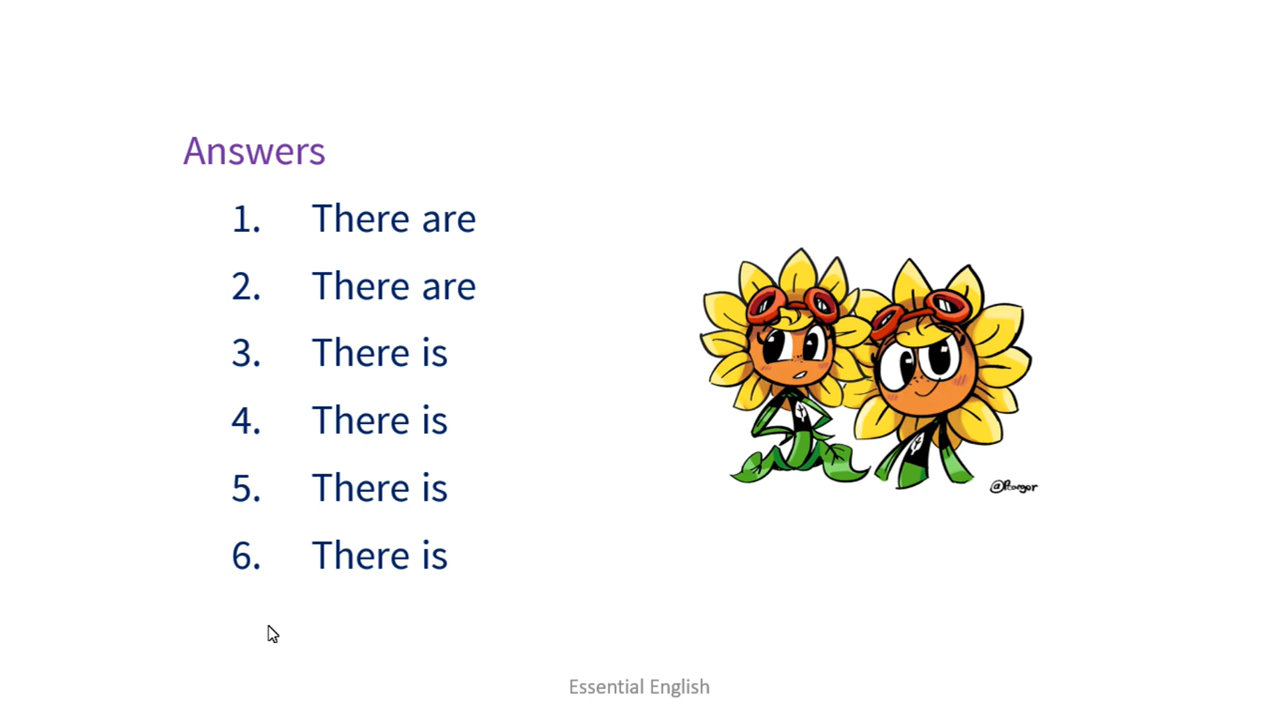 Answers
1. There are
2. There are
3. There is
4. There is
5. There is
6. There is
Essential English